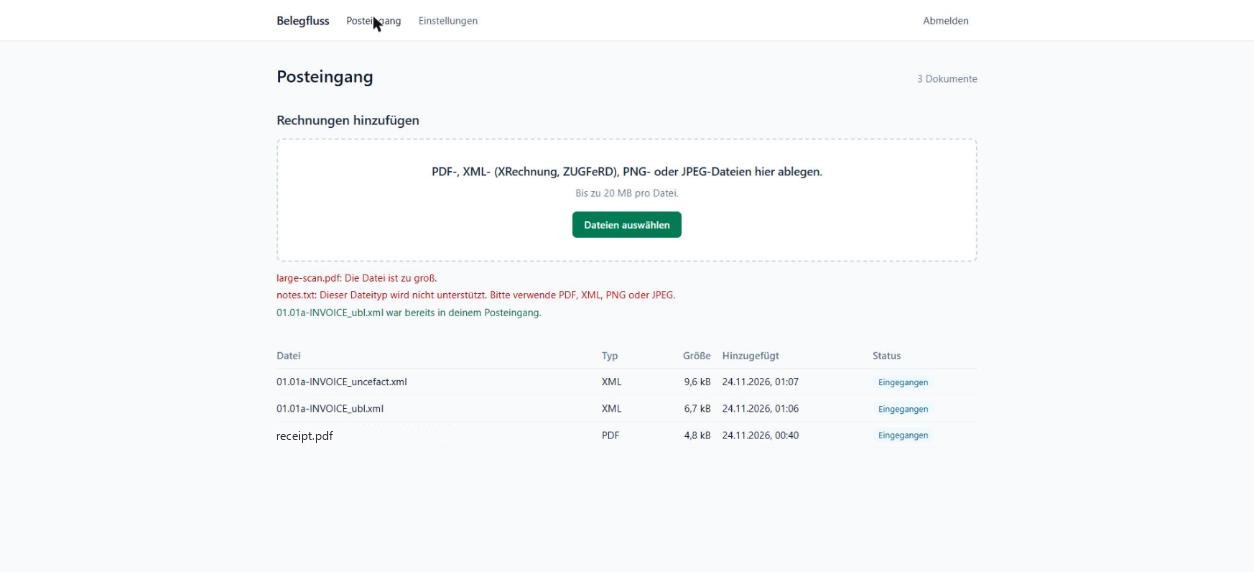 Belegfluss Posteingang Einstellungen Abmelden
Posteingang 3 Dokumente
Rechnungen hinzufügen
PDF-, XML- (XRechnung, ZUGFeRD), PNG- oder JPEG-Dateien hier ablegen.
Bis zu 20 MB pro Datei.
Dateien auswählen
large-scan.pdf: Die Datei ist zu groß.
notes.txt: Dieser Dateityp wird nicht unterstützt. Bitte verwende PDF, XML, PNG oder JPEG.
01.01a-INVOICE_ubl.xml war bereits in deinem Posteingang.
Datei Typ Größe Hinzugefügt Status
01.01a-INVOICE_uncefact.xml XML 9,6 kB 24.11.2026, 01:07 Eingegangen
01.01a-INVOICE_ubl.xml XML 6,7 kB 24.11.2026, 01:06 Eingegangen
receipt.pdf PDF 4,8 kB 24.11.2026, 00:40 Eingegangen